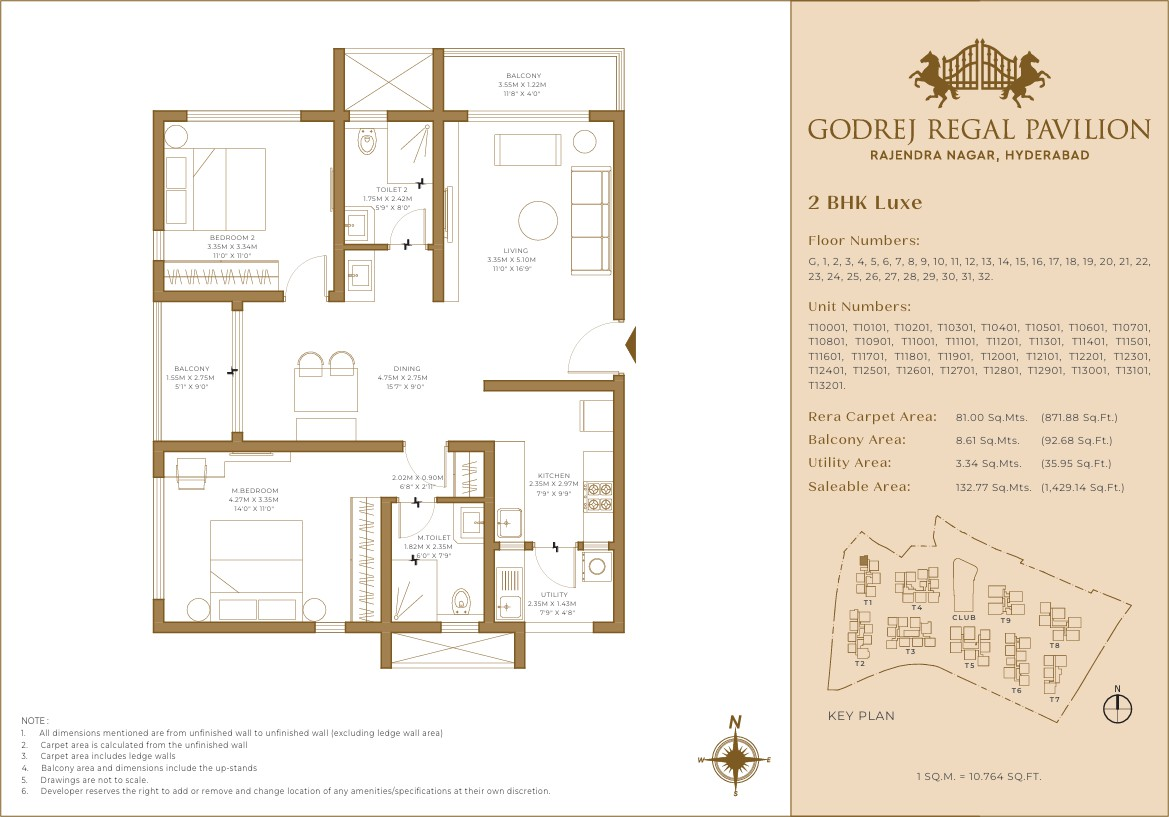 BALCONY
3.55M X 1.22M
11'8" X 4'0"
TOILET 2
1.75M X 2.42M
5'9" X 8'0"
BEDROOM 2
3.35M X 3.34M
11'0" X 11'0"
LIVING
3.35M X 5.10M
11'0" X 16'9"
BALCONY
1.55M X 2.75M
5'1" X 9'0"
DINING
4.75M X 2.75M
15'7" X 9'0"
2.02M X 0.90M
6'8" X 2'11"
KITCHEN
2.35M X 2.97M
7'9" X 9'9"
M.BEDROOM
4.27M X 3.35M
14'0" X 11'0"
M.TOILET
1.82M X 2.35M
6'0" X 7'9"
UTILITY
2.35M X 1.43M
7'9" X 4'8"
NOTE :
1. All dimensions mentioned are from unfinished wall to unfinished wall (excluding ledge wall area)
2. Carpet area is calculated from the unfinished wall
3. Carpet area includes ledge walls
4. Balcony area and dimensions include the up-stands
5. Drawings are not to scale.
6. Developer reserves the right to add or remove and change location of any amenities/specifications at their own discretion.
N
W E
S
GODREJ REGAL PAVILION
RAJENDRA NAGAR, HYDERABAD
2 BHK Luxe
Floor Numbers:
G, 1, 2, 3, 4, 5, 6, 7, 8, 9, 10, 11, 12, 13, 14, 15, 16, 17, 18, 19, 20, 21, 22,
23, 24, 25, 26, 27, 28, 29, 30, 31, 32.
Unit Numbers:
T10001, T10101, T10201, T10301, T10401, T10501, T10601, T10701,
T10801, T10901, T11001, T11101, T11201, T11301, T11401, T11501,
T11601, T11701, T11801, T11901, T12001, T12101, T12201, T12301,
T12401, T12501, T12601, T12701, T12801, T12901, T13001, T13101,
T13201.
Rera Carpet Area: 81.00 Sq.Mts. (871.88 Sq.Ft.)
Balcony Area: 8.61 Sq.Mts. (92.68 Sq.Ft.)
Utility Area: 3.34 Sq.Mts. (35.95 Sq.Ft.)
Saleable Area: 132.77 Sq.Mts. (1,429.14 Sq.Ft.)
T1
T4
CLUB
T9
T2
T3
T5
T8
T6
T7
N
KEY PLAN
1 SQ.M. = 10.764 SQ.FT.